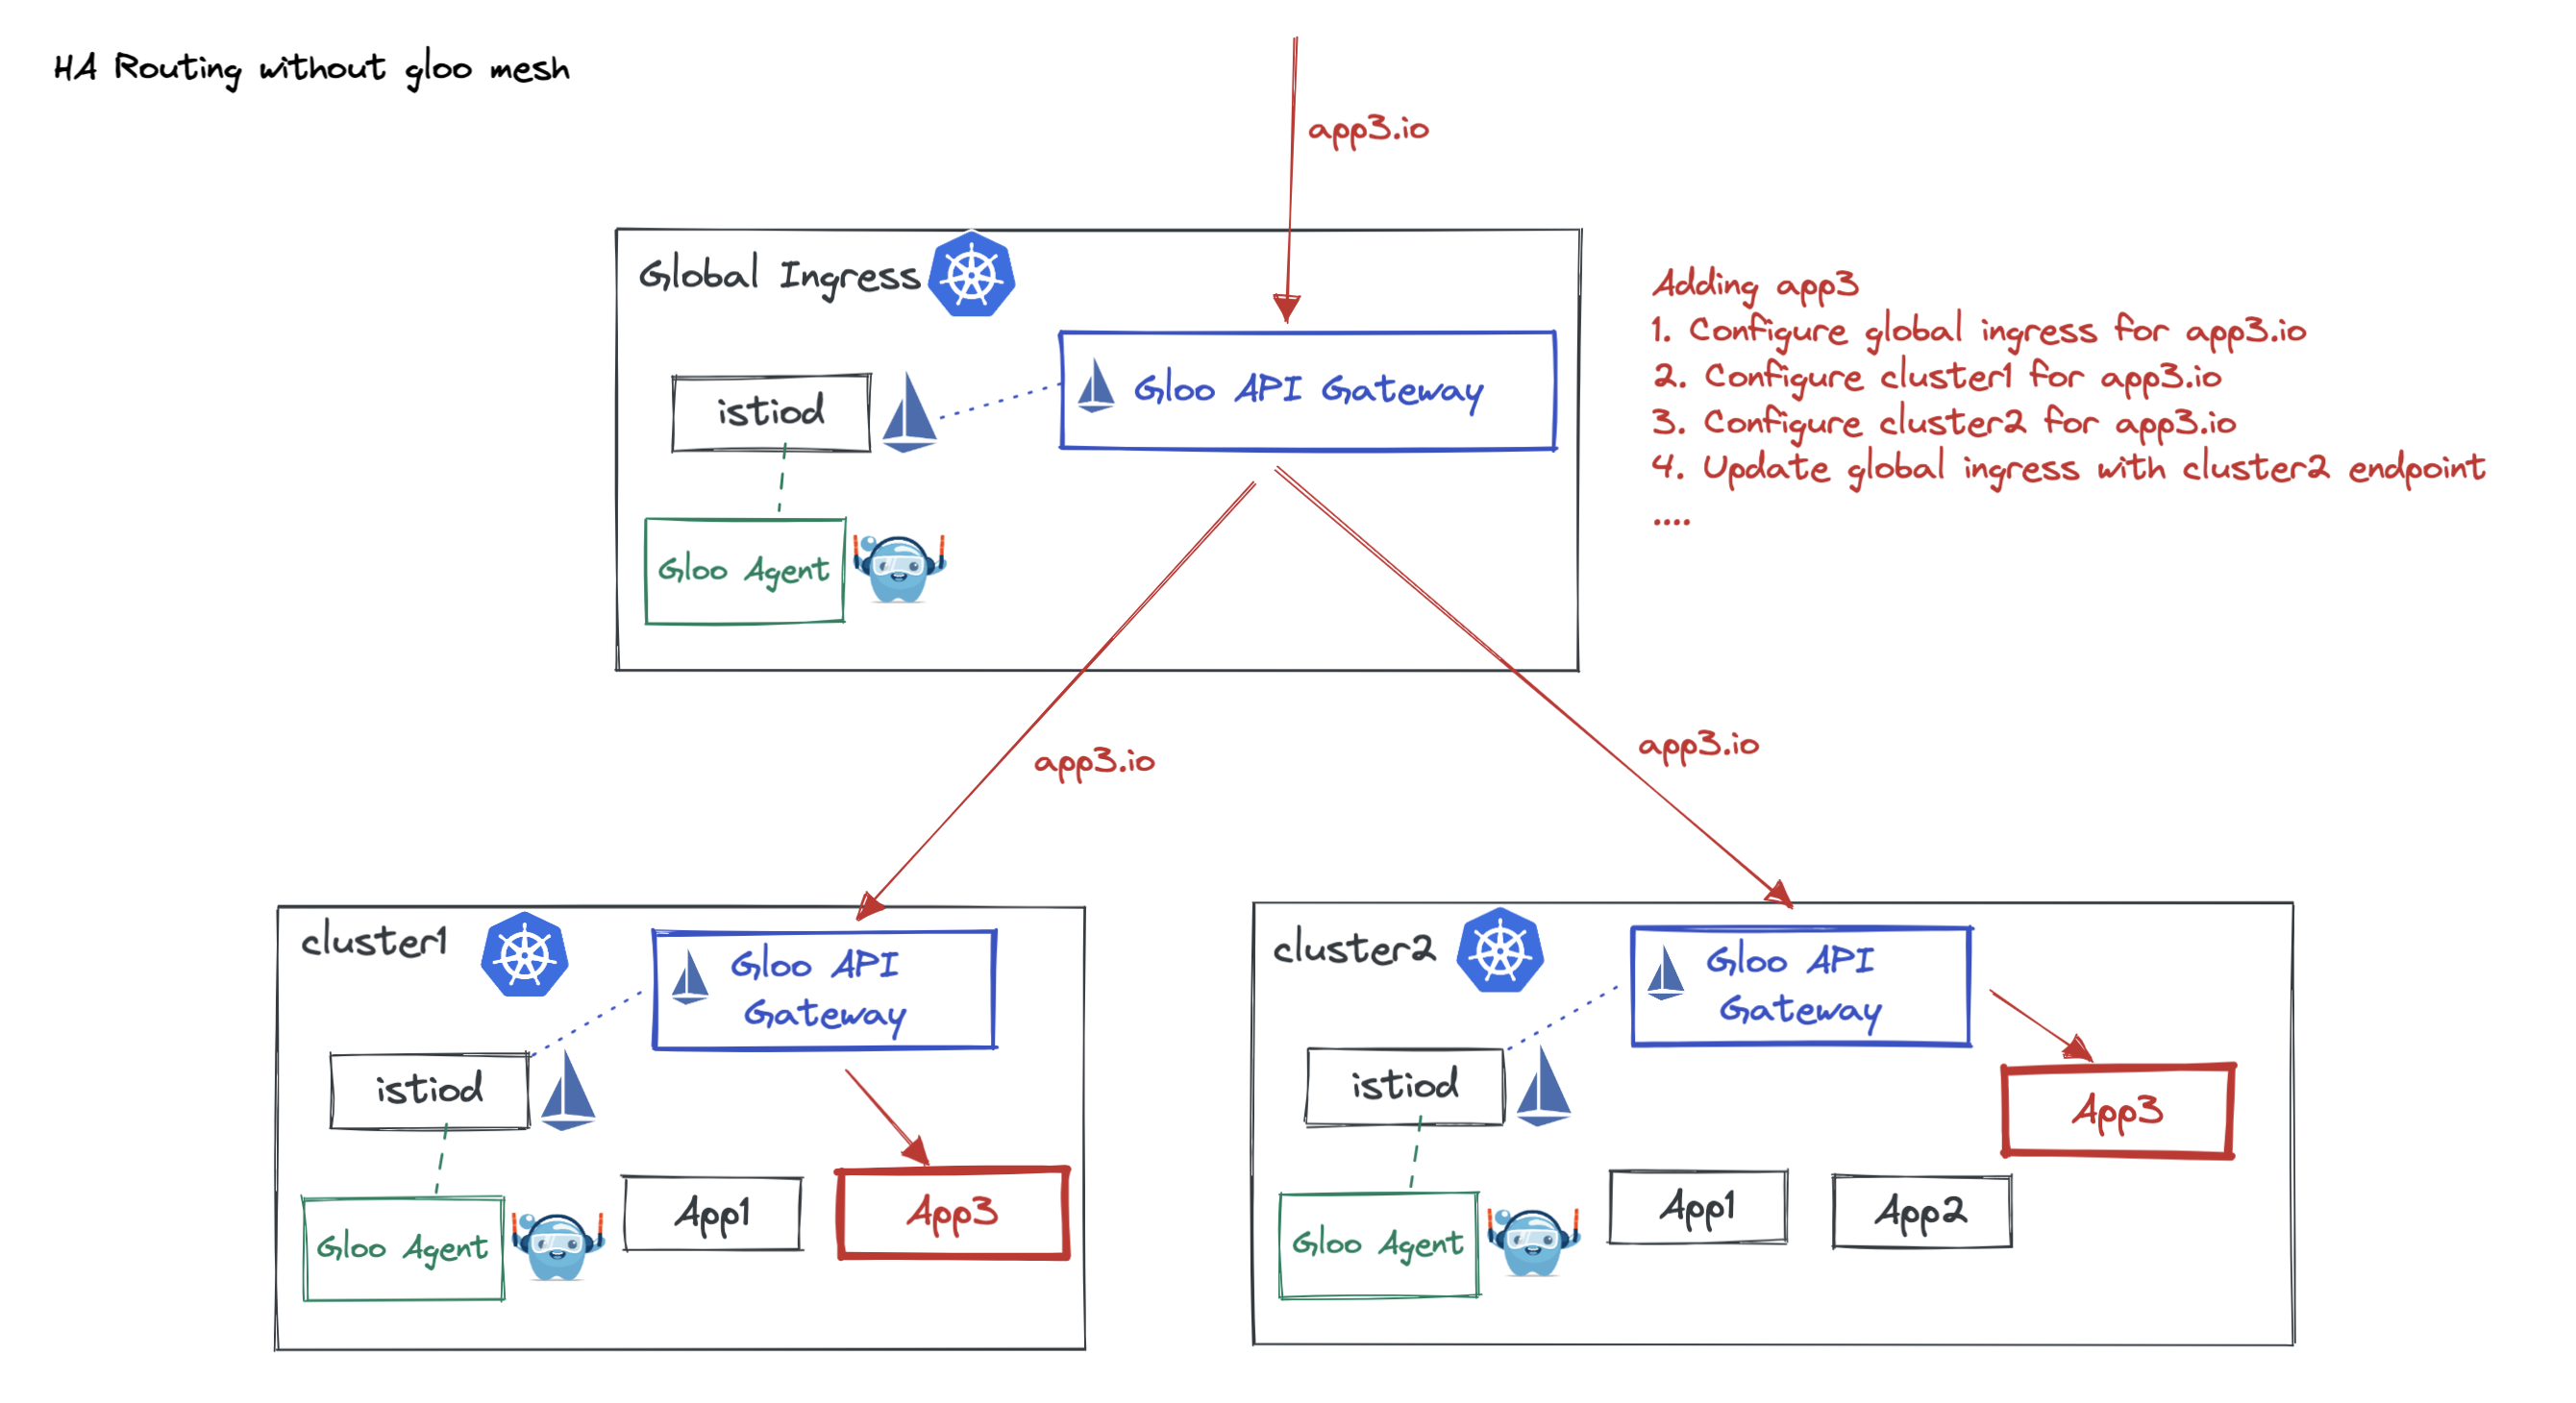 HA Routing without gloo mesh
app3.io
Global Ingress
Gloo API Gateway
istiod
Gloo Agent
Adding app3
1. Configure global ingress for app3.io
2. Configure cluster1 for app3.io
3. Configure cluster2 for app3.io
4. Update global ingress with cluster2 endpoint
....
app3.io
app3.io
cluster1
Gloo API
Gateway
istiod
App1
App3
Gloo Agent
cluster2
Gloo API
Gateway
istiod
App3
App1
App2
Gloo Agent